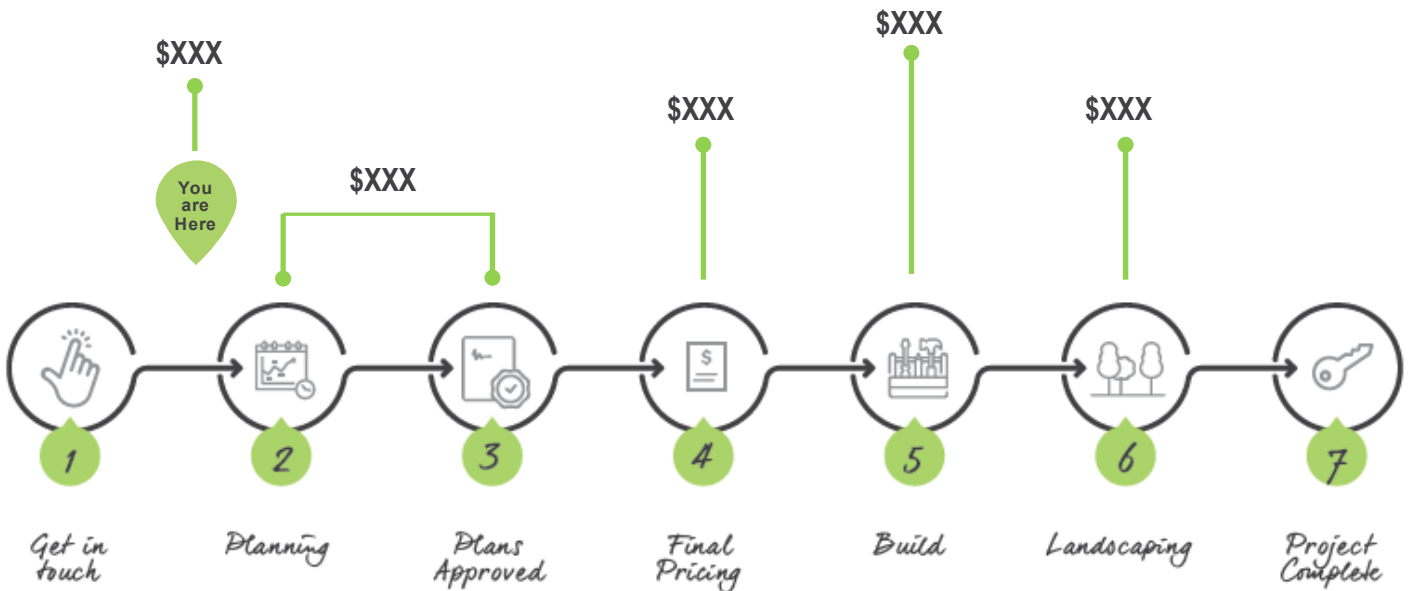 $XXX
$XXX
$XXX
$XXX
$XXX
You
are
Here
$
1
2
3
4
5
6
7
Get in
touch
Planning
Plans
Approved
Final
Pricing
Build
Landscaping
Project
Complete